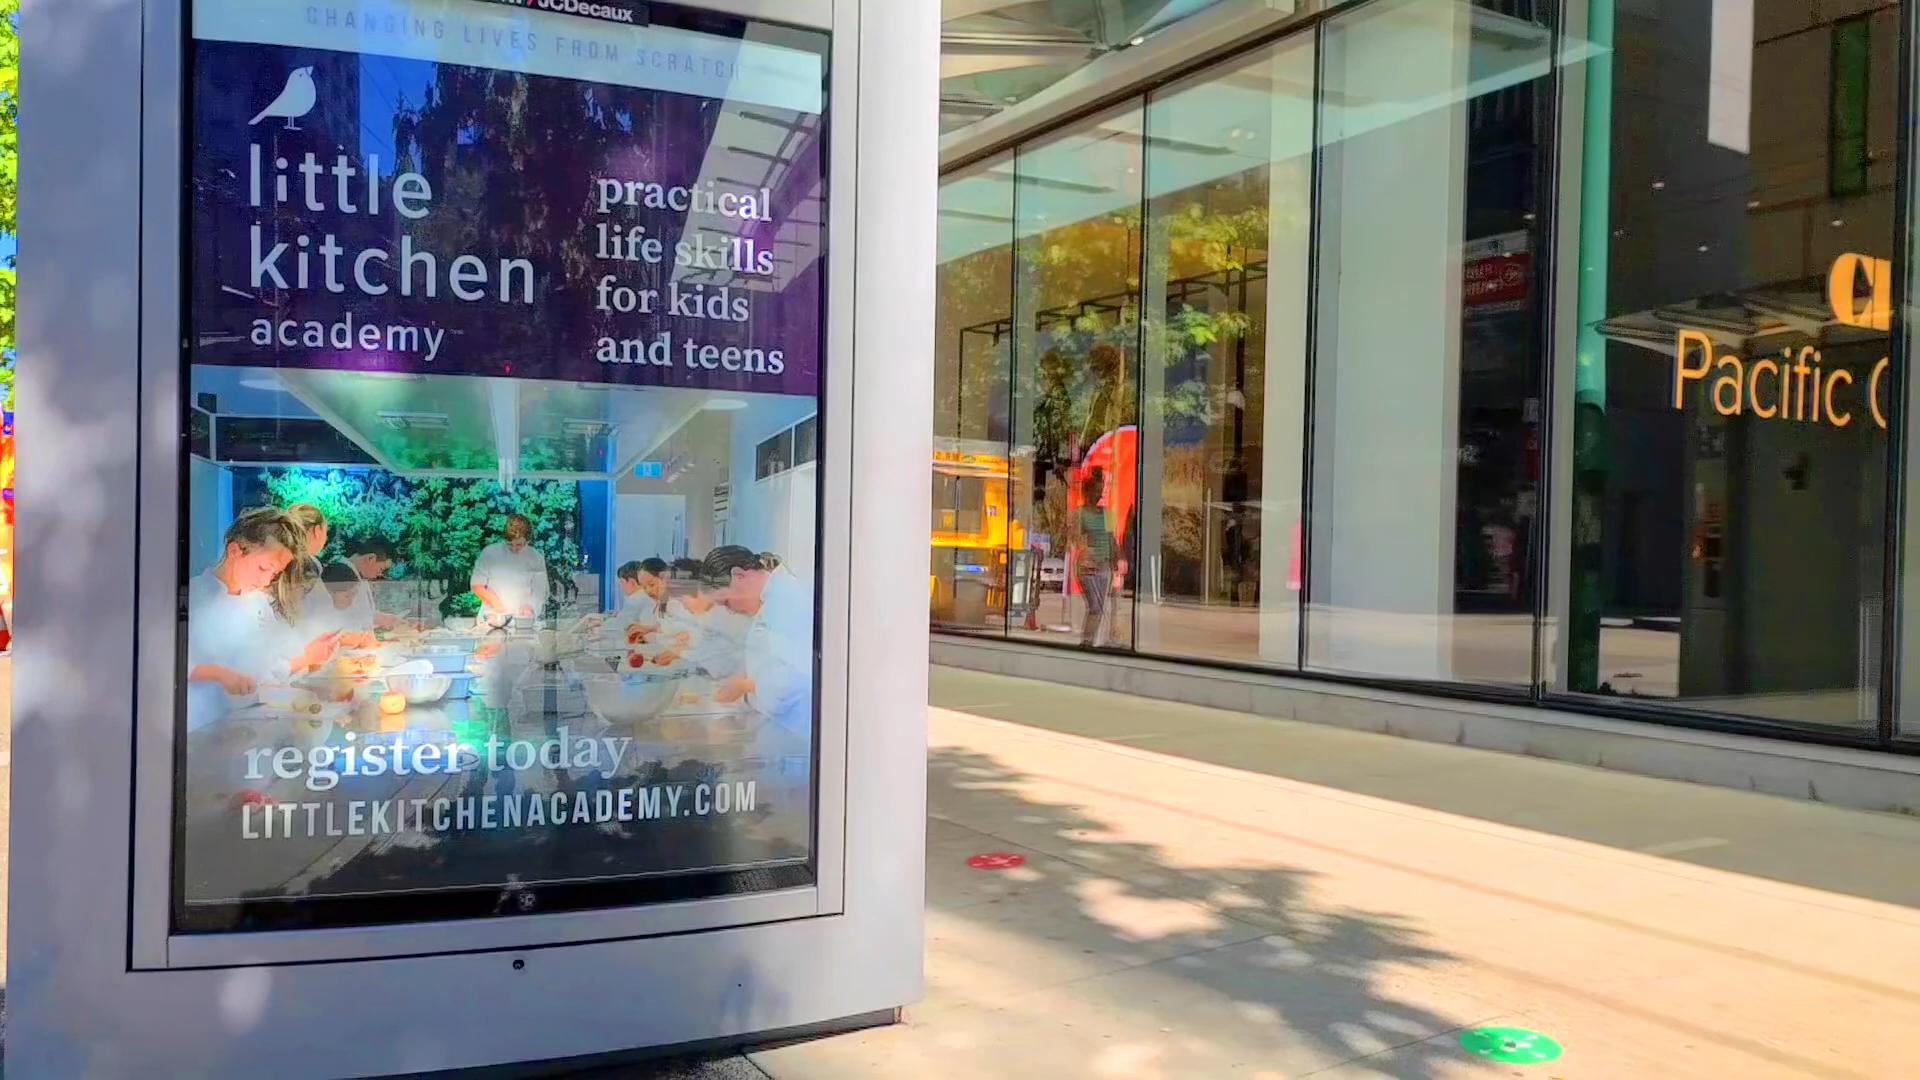 JCDecaux
CHANGING LIVES FROM SCRATCH
little
kitchen
academy
practical
life skills
for kids
and teens
register today
LITTLEKITCHENACADEMY.COM
Pacific